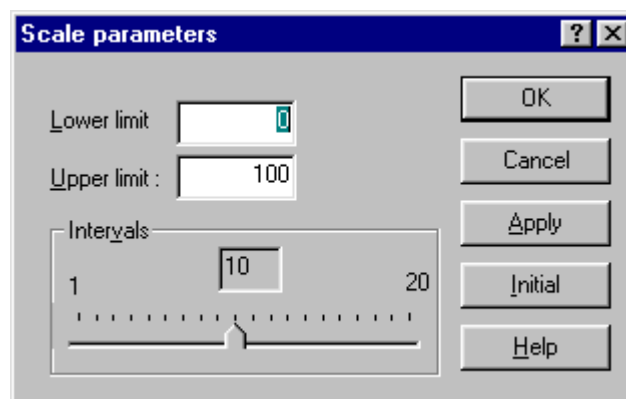 Scale parameters
Lower limit 0
Upper limit : 100
Intervals
10
1 20
OK
Cancel
Apply
Initial
Help